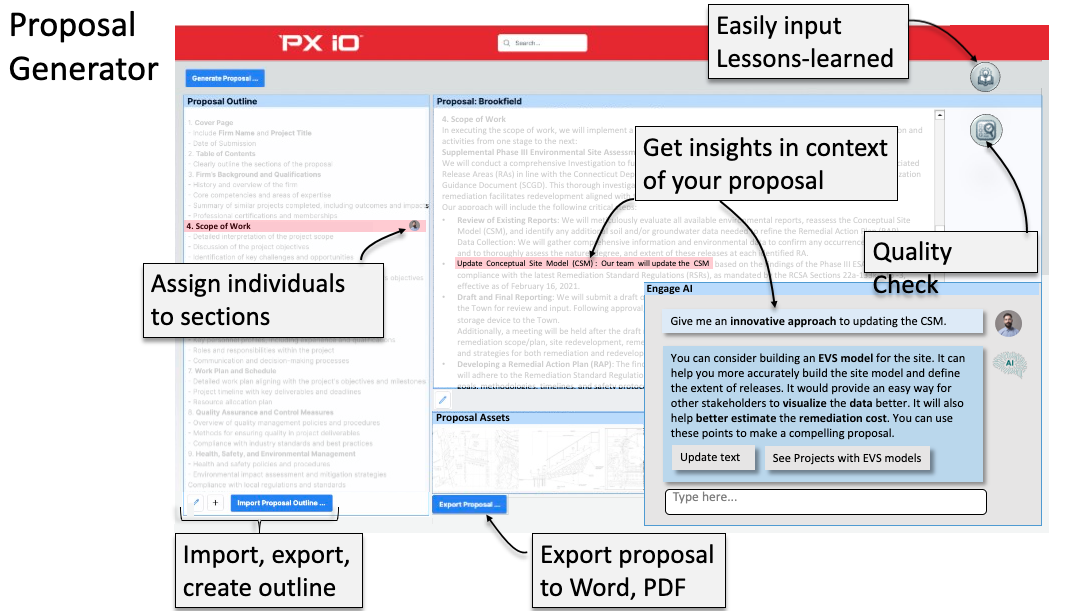 Proposal
Generator
PX iO
Search...
Easily input
Lessons-learned
Generate Proposal ...
Proposal Outline
1. Cover Page
- Include Firm Name and Project Title
- Date of Submission
2. Table of Contents
- Clearly outline the sections of the proposal
3. Firm's Background and Qualifications
- History and overview of the firm
- Core competencies and areas of expertise
- Summary of similar projects completed, including outcomes and impacts
- Professional certifications and memberships
4. Scope of Work
- Detailed interpretation of the project scope
- Discussion of the project objectives
- Identification of key challenges and opportunities
objectives
Assign individuals
to sections
- Roles and responsibilities within the project
- Communication and decision-making processes
7. Work Plan and Schedule
- Detailed work plan aligning with the project's objectives and milestones
- Project timeline with key deliverables and deadlines
- Resource allocation plan
8. Quality Assurance and Control Measures
- Overview of quality management policies and procedures
- Methods for ensuring quality in project deliverables
- Compliance with industry standards and best practices
9. Health, Safety, and Environmental Management
- Health and safety policies and procedures
- Environmental impact assessment and mitigation strategies
Compliance with local regulations and standards
+
Import Proposal Outline ...
Import, export,
create outline
Proposal: Brookfield
4. Scope of Work
In executing the scope of work, we will implement a
activities from one stage to the next:
Supplemental Phase III Environmental Site Assessm
We will conduct a comprehensive investigation to fu
Release Areas (RAs) in line with the Connecticut Dep
Guidance Document (SCGD). This thorough investiga
remediation facilitates redevelopment aligned with
Our approach will include the following critical
Get insights in context
of your proposal
• Review of Existing Reports: We will meticulously evaluate all available environmental reports, reassess the Conceptual Site
Model (CSM), and identify any additional soil and/or groundwater data needed to refine the Remedial Action Plan (RAP).
Data Collection: We will gather comprehensive information and environmental data to confirm any occurrence
and to thoroughly assess the nature, degree, and extent of these releases at each identified RA.
• Update Conceptual Site Model (CSM): Our team will update the CSM based on the findings of the Phase III ESA
compliance with the latest Remediation Standard Regulations (RSRs), as mandated by the RCSA Sections 22a-
effective as of February 16, 2021.
• Draft and Final Reporting: We will submit a draft o
the Town for review and input. Following approval
storage device to the Town.
Additionally, a meeting will be held after the draft
remediation scope/plan, site redevelopment, reme
and strategies for both remediation and redevelop
• Developing a Remedial Action Plan (RAP): The fin
will adhere to the Remediation Standard Regulatio
goals, methodologies, timelines, and safety protoco
Quality
Check
Proposal Assets
Export Proposal ...
Export proposal
to Word, PDF
Engage AI
Give me an innovative approach to updating the CSM.
AI
You can consider building an EVS model for the site. It can
help you more accurately build the site model and define
the extent of releases. It would provide an easy way for
other stakeholders to visualize the data better. It will also
help better estimate the remediation cost. You can use
these points to make a compelling proposal.
Update text
See Projects with EVS models
Type here...